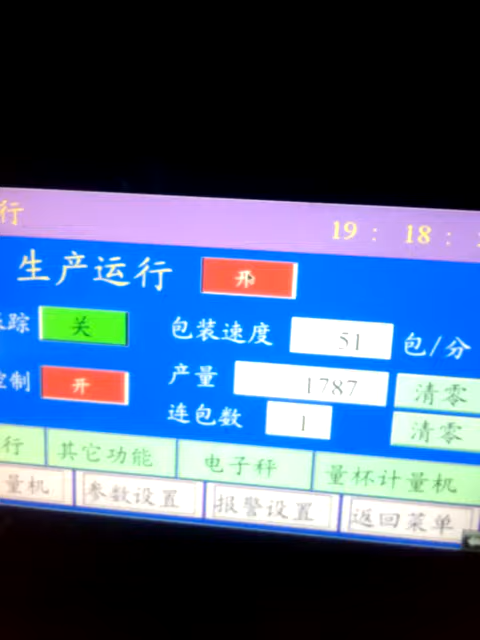 行 19 : 18 :
生产运行 开
踪 关 包装速度 51 包/分
控制 开 产量 1787 清零
连包数 1 清零
行 其它功能 电子秤 量杯计量机
量机 参数设置 报警设置 返回菜单